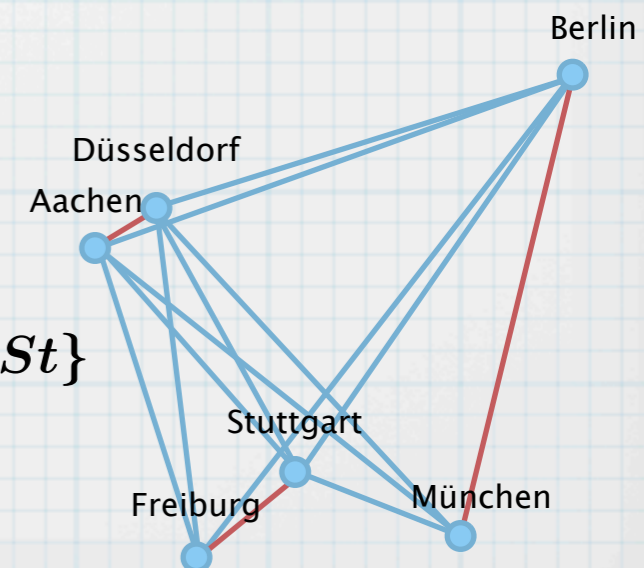 Berlin
Düsseldorf
Aachen
St}
Stuttgart
München
Freiburg